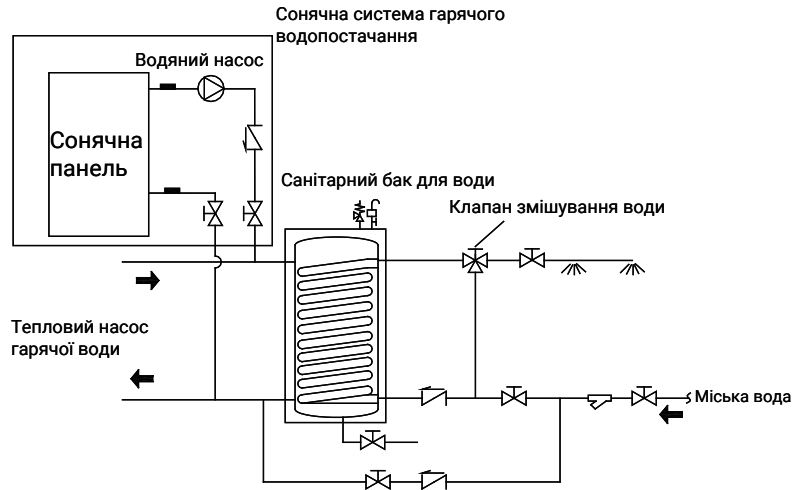 Сонячна система гарячого
водопостачання
Водяний насос
Сонячна
панель
Санітарний бак для води
Клапан змішування води
Тепловий насос
гарячої води
Міська вода